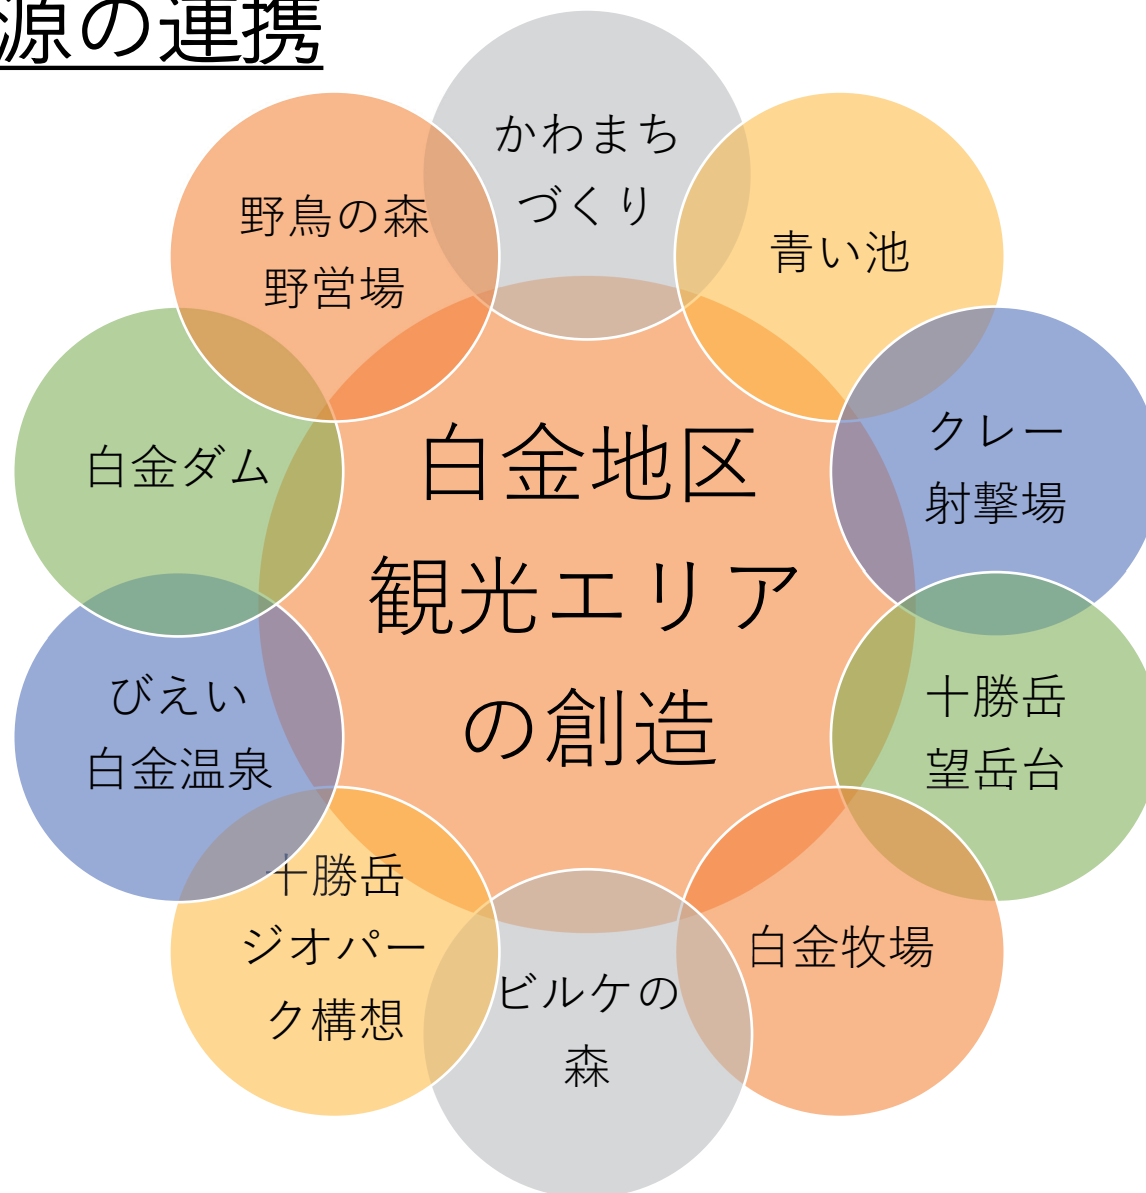 源の連携
かわまち
づくり
青い池
クレー
射撃場
十勝岳
望岳台
白金牧場
ビルケの
森
十勝岳
ジオパー
ク構想
びえい
白金温泉
白金ダム
野鳥の森
野営場
白金地区
観光エリア
の創造